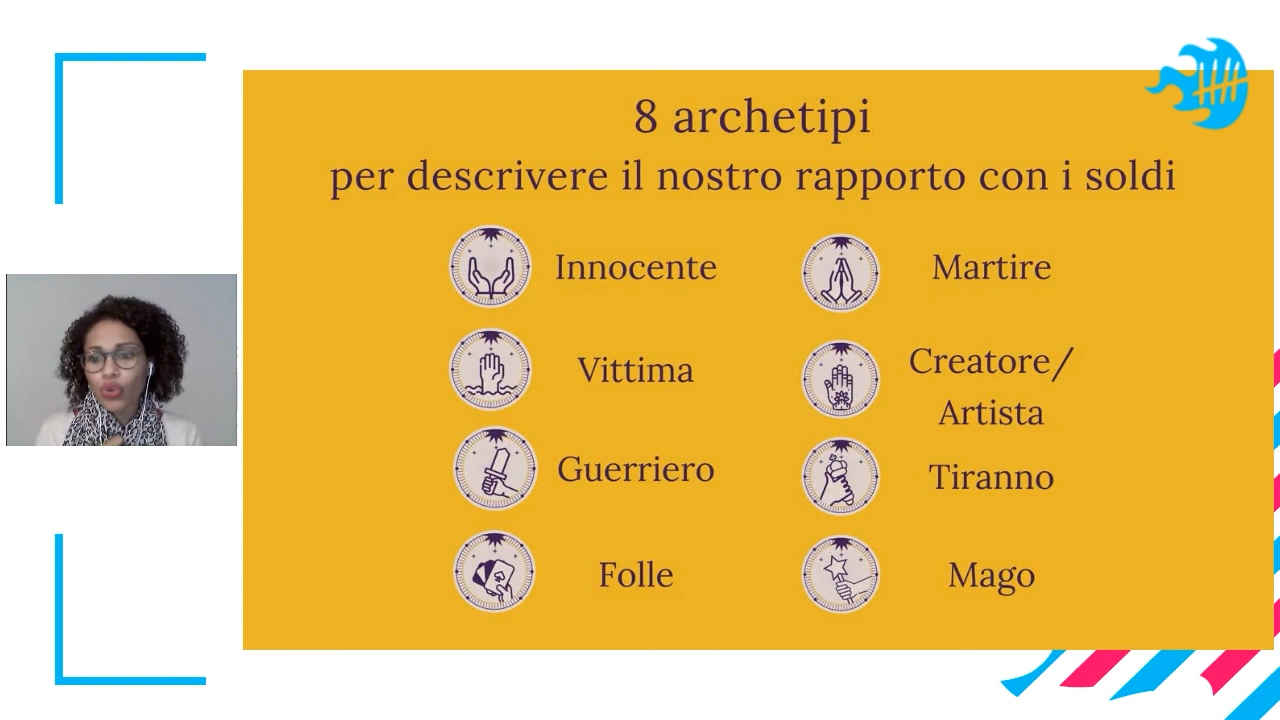 8 archetipi
per descrivere il nostro rapporto con i soldi
Innocente
Vittima
Guerriero
Folle
Martire
Creatore/
Artista
Tiranno
Mago